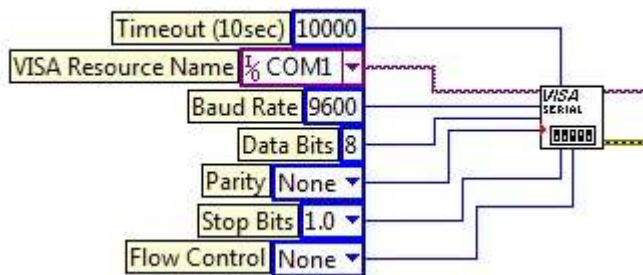 Timeout (10sec) 10000
VISA Resource Name I/O COM1
Baud Rate 9600
VISA
SERIAL
Data Bits 8
Parity None
Stop Bits 1.0
Flow Control None